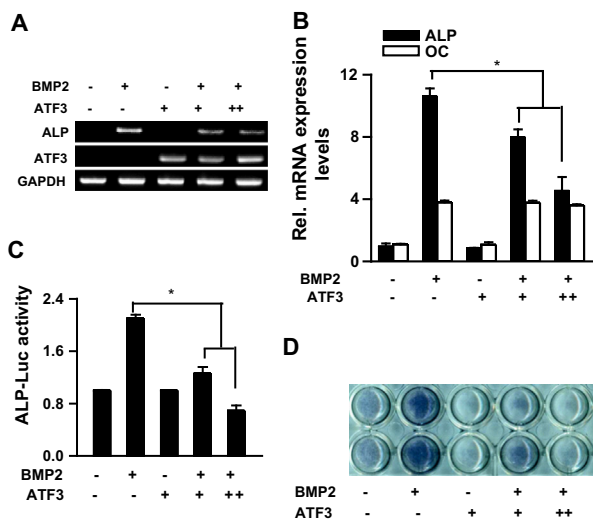 A
BMP2 - + - + +
ATF3 - - + + ++
ALP
ATF3
GAPDH
B
ALP
OC
*
Rel. mRNA expression
levels
12
8
4
0
BMP2 - + - + +
ATF3 - - + + ++
C
*
ALP-Luc activity
2.4
1.6
0.8
0.0
BMP2 - + - + +
ATF3 - - + + ++
D
BMP2 - + - + +
ATF3 - - + + ++